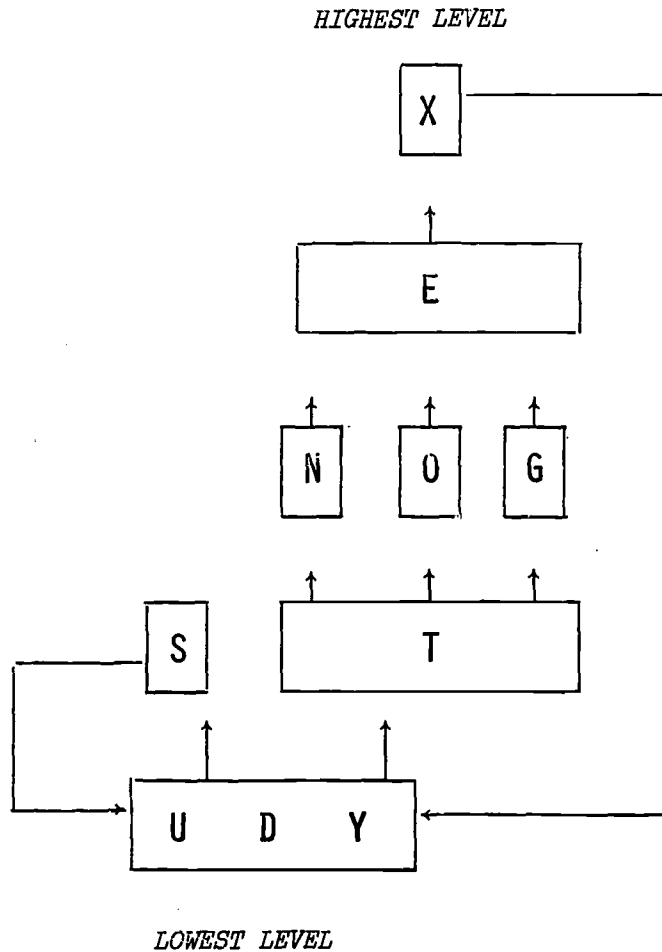 HIGHEST LEVEL
X
E
N O G
S T
U D Y
LOWEST LEVEL